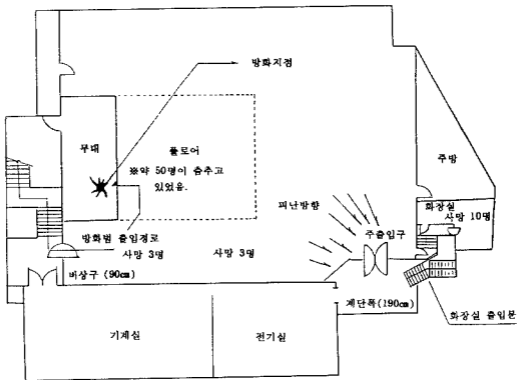 방화지점
무대
플로어
※약 50명이 춤추고
있었음.
주방
피난방향
화장실
사망 10명
주출입구
방화범 출입경로
사망 3명
사망 3명
비상구 (90㎝)
계단폭(190㎝)
화장실 출입문
기계실
전기실